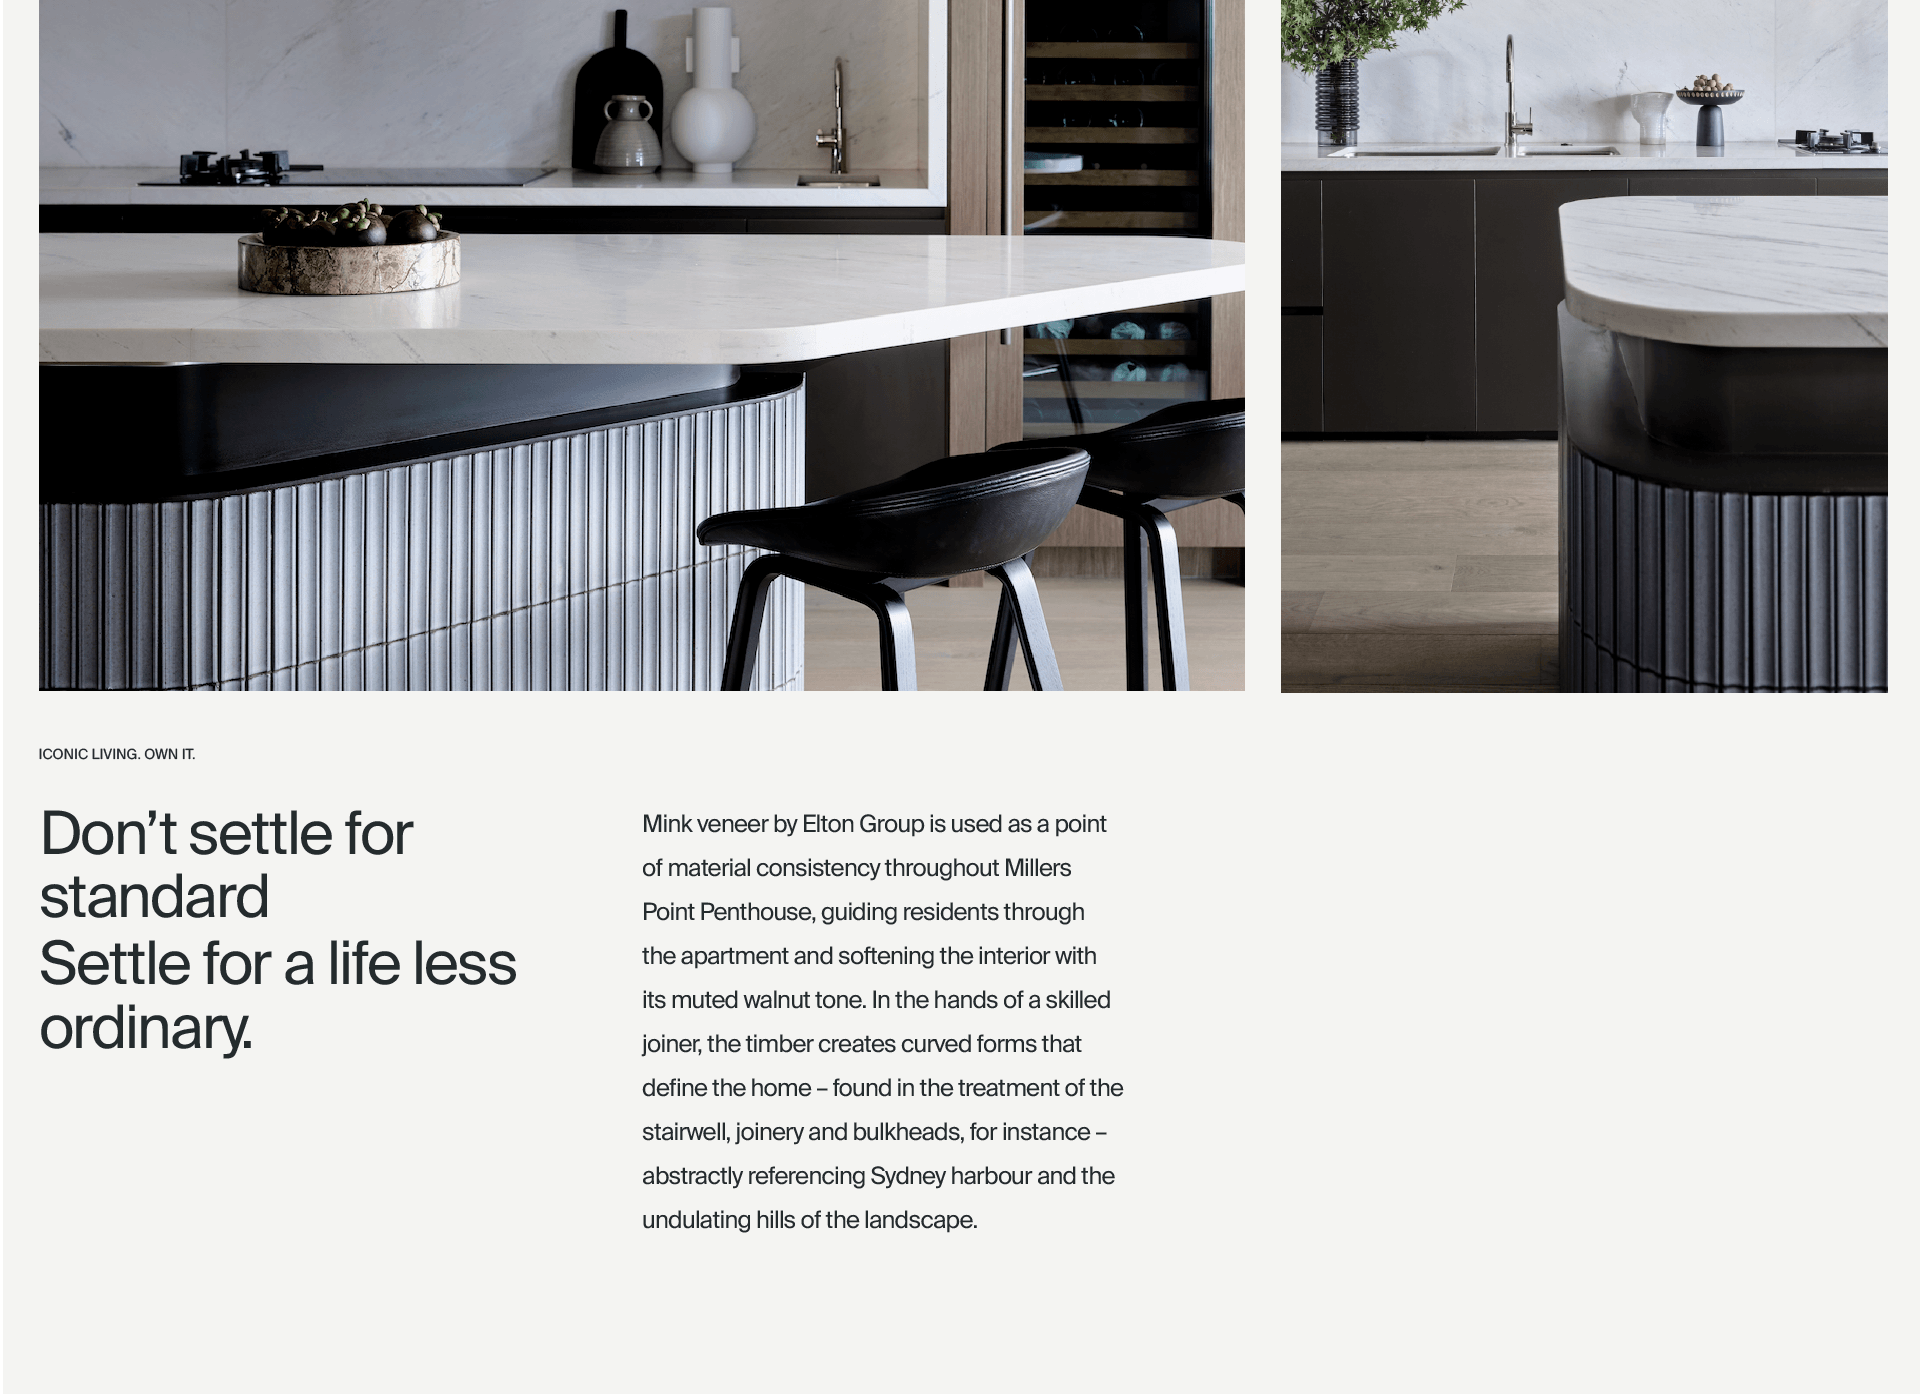 ICONIC LIVING. OWN IT.
Don’t settle for
standard
Settle for a life less
ordinary.
Mink veneer by Elton Group is used as a point
of material consistency throughout Millers
Point Penthouse, guiding residents through
the apartment and softening the interior with
its muted walnut tone. In the hands of a skilled
joiner, the timber creates curved forms that
define the home – found in the treatment of the
stairwell, joinery and bulkheads, for instance –
abstractly referencing Sydney harbour and the
undulating hills of the landscape.